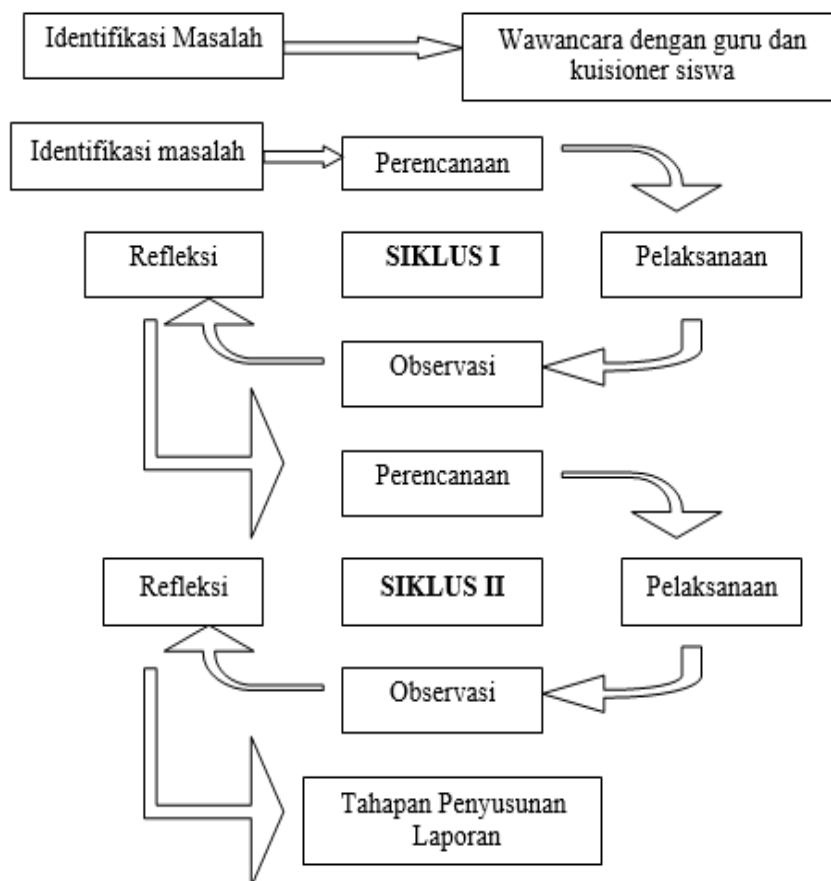 Identifikasi Masalah
Wawancara dengan guru dan
kuisioner siswa
Identifikasi masalah
Perencanaan
Refleksi
SIKLUS I
Pelaksanaan
Observasi
Perencanaan
Refleksi
SIKLUS II
Pelaksanaan
Observasi
Tahapan Penyusunan
Laporan